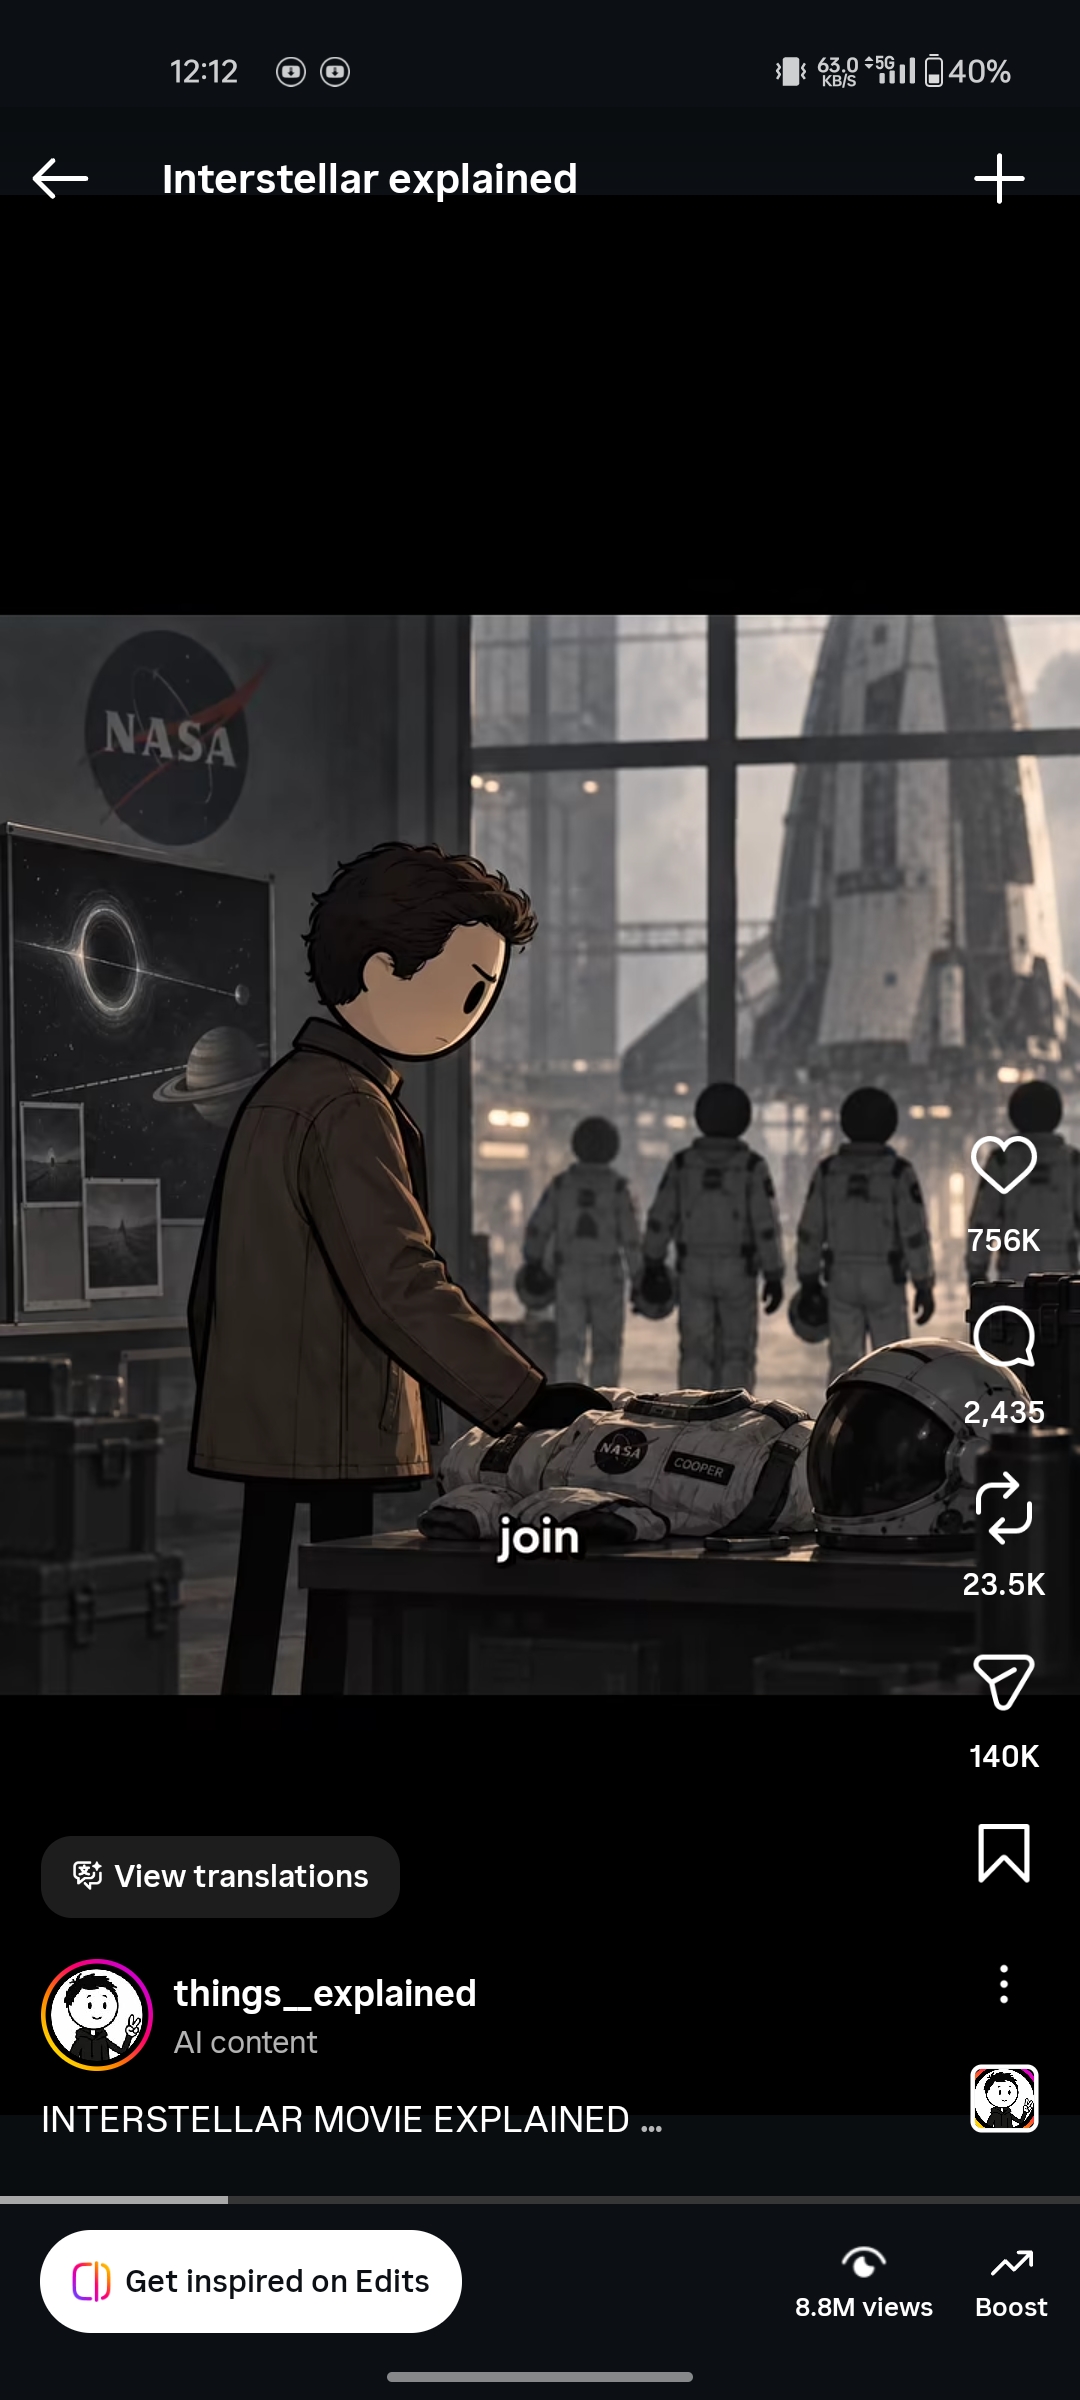 12:12
63.0
KB/S
5G
40%
Interstellar explained
NASA
NASA
COOPER
join
756K
2,435
23.5K
140K
View translations
things__explained
AI content
INTERSTELLAR MOVIE EXPLAINED ...
Get inspired on Edits
8.8M views
Boost